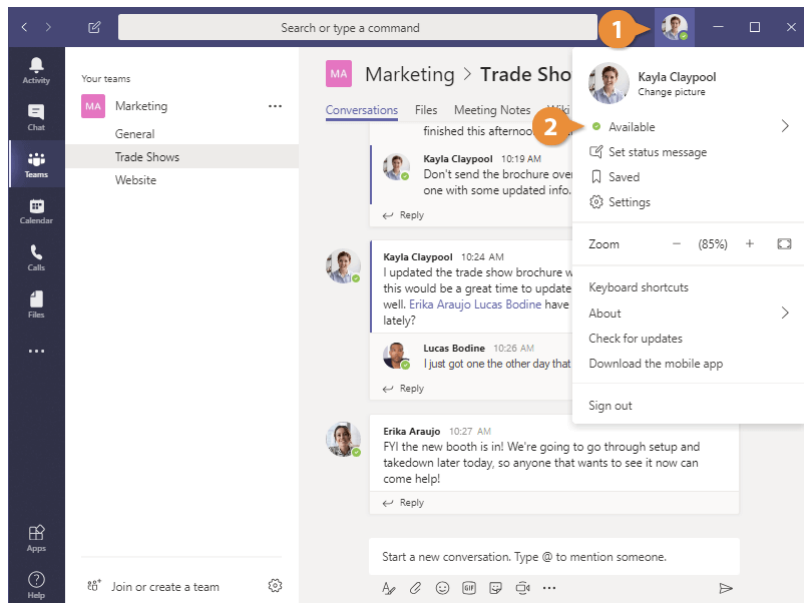 Search or type a command
1
Activity
Chat
Teams
Calendar
Calls
Files
Apps
Help
Your teams
MA Marketing
General
Trade Shows
Website
Join or create a team
MA Marketing > Trade Sho
Conversations Files Meeting Notes Wiki
finished this afternoo
Kayla Claypool 10:19 AM
Don't send the brochure over
one with some updated info.
Reply
Kayla Claypool 10:24 AM
I updated the trade show brochure w
this would be a great time to update
well. Erika Araujo Lucas Bodine have
lately?
Lucas Bodine 10:26 AM
I just got one the other day that
Reply
Erika Araujo 10:27 AM
FYI the new booth is in! We're going to go through setup and
takedown later today, so anyone that wants to see it now can
come help!
Reply
Start a new conversation. Type @ to mention someone.
GIF
Kayla Claypool
Change picture
2
Available
Set status message
Saved
Settings
Zoom − (85%) +
Keyboard shortcuts
About
Check for updates
Download the mobile app
Sign out